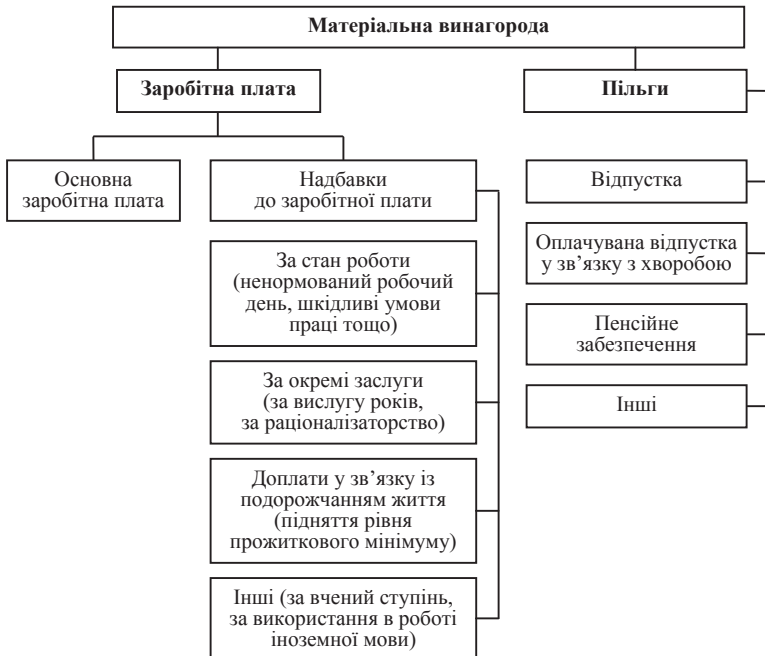 Матеріальна винагорода
Заробітна плата
Пільги
Основна
заробітна плата
Надбавки
до заробітної плати
За стан роботи
(ненормований робочий
день, шкідливі умови
праці тощо)
За окремі заслуги
(за вислугу років,
за раціоналізаторство)
Доплати у зв’язку із
подорожчанням життя
(підняття рівня
прожиткового мінімуму)
Інші (за вчений ступінь,
за використання в роботі
іноземної мови)
Відпустка
Оплачувана відпустка
у зв’язку з хворобою
Пенсійне
забезпечення
Інші